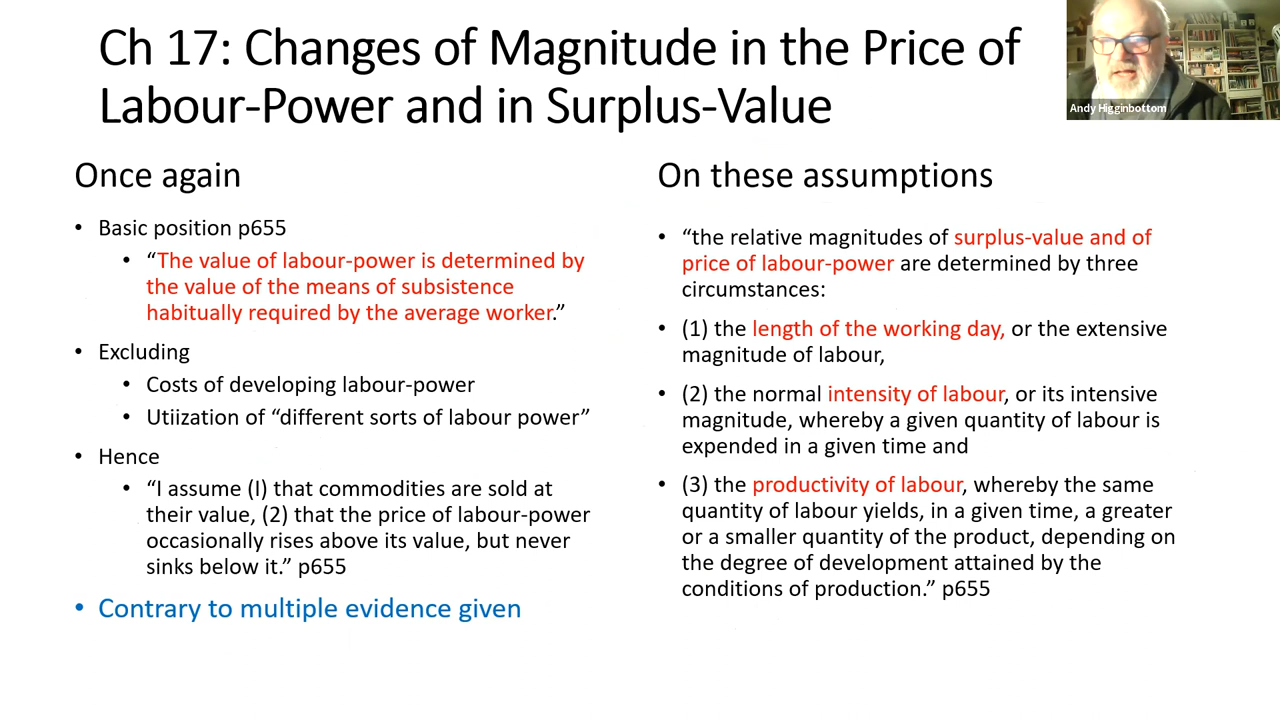 Ch 17: Changes of Magnitude in the Price of
Labour-Power and in Surplus-Value
Andy Higginbottom
Once again
• Basic position p655
• “The value of labour-power is determined by
the value of the means of subsistence
habitually required by the average worker.”
• Excluding
• Costs of developing labour-power
• Utiization of “different sorts of labour power”
• Hence
• “I assume (I) that commodities are sold at
their value, (2) that the price of labour-power
occasionally rises above its value, but never
sinks below it.” p655
• Contrary to multiple evidence given
On these assumptions
• “the relative magnitudes of surplus-value and of
price of labour-power are determined by three
circumstances:
• (1) the length of the working day, or the extensive
magnitude of labour,
• (2) the normal intensity of labour, or its intensive
magnitude, whereby a given quantity of labour is
expended in a given time and
• (3) the productivity of labour, whereby the same
quantity of labour yields, in a given time, a greater
or a smaller quantity of the product, depending on
the degree of development attained by the
conditions of production.” p655